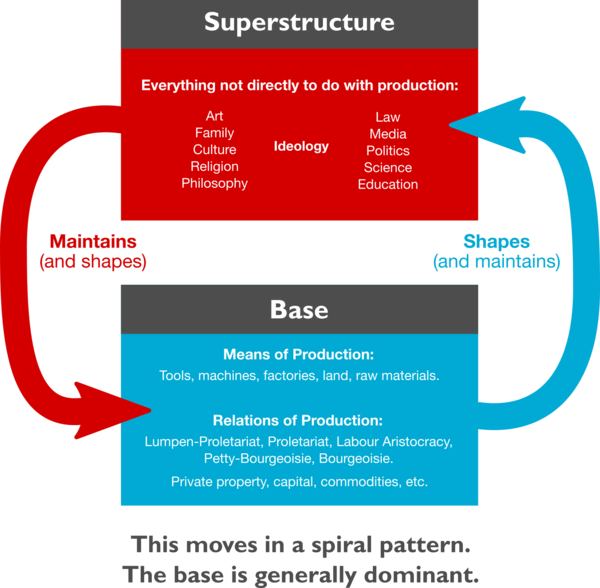 Superstructure
Everything not directly to do with production:
Art
Family
Culture
Religion
Philosophy
Ideology
Law
Media
Politics
Science
Education
Maintains
(and shapes)
Shapes
(and maintains)
Base
Means of Production:
Tools, machines, factories, land, raw materials.
Relations of Production:
Lumpen-Proletariat, Proletariat, Labour Aristocracy,
Petty-Bourgeoisie, Bourgeoisie.
Private property, capital, commodities, etc.
This moves in a spiral pattern.
The base is generally dominant.